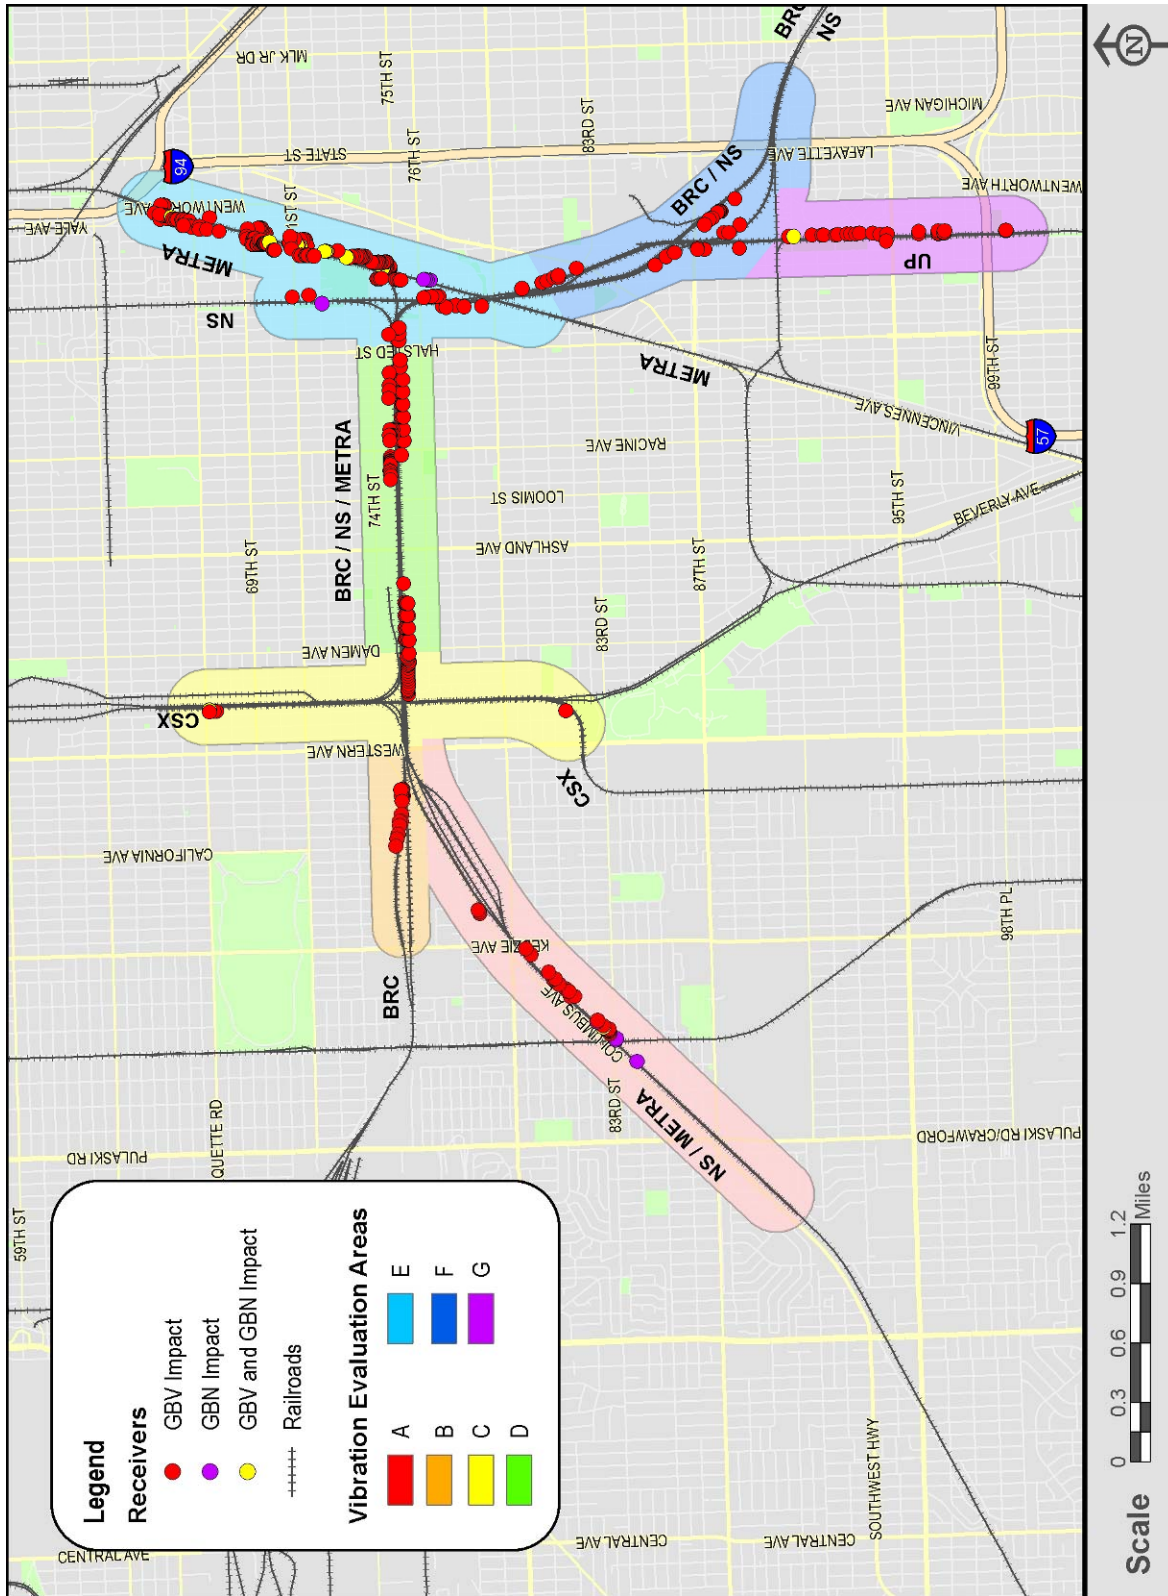 Legend
Receivers
GBV Impact
GBN Impact
GBV and GBN Impact
Railroads
Vibration Evaluation Areas
A
B
C
D
E
F
G
59TH ST
CENTRAL AVE
PULASKI RD
QUETTE RD
CENTRAL AVE
CENTRAL AVE
SOUTHWEST HWY
PULASKI RD/CRAWFORD
83RD ST
NS / METRA
COLUMBUS AVE
KEDZIE AVE
98TH PL
BRC
CALIFORNIA AVE
WESTERN AVE
CSX
CSX
DAMEN AVE
83RD ST
69TH ST
87TH ST
ASHLAND AVE
BRC / NS / METRA
74TH ST
LOOMIS ST
RACINE AVE
95TH ST
BEVERLY AVE
57
VINCENNES AVE
99TH ST
HALSTED ST
METRA
NS
METRA
UP
YALE AVE
WENTWORTH AVE
1ST ST
94
STATE ST
76TH ST
75TH ST
MLK JR DR
83RD ST
BRC / NS
LAFAYETTE AVE
WENTWORTH AVE
MICHIGAN AVE
BRC
NS
N
Scale
0 0.3 0.6 0.9 1.2
Miles